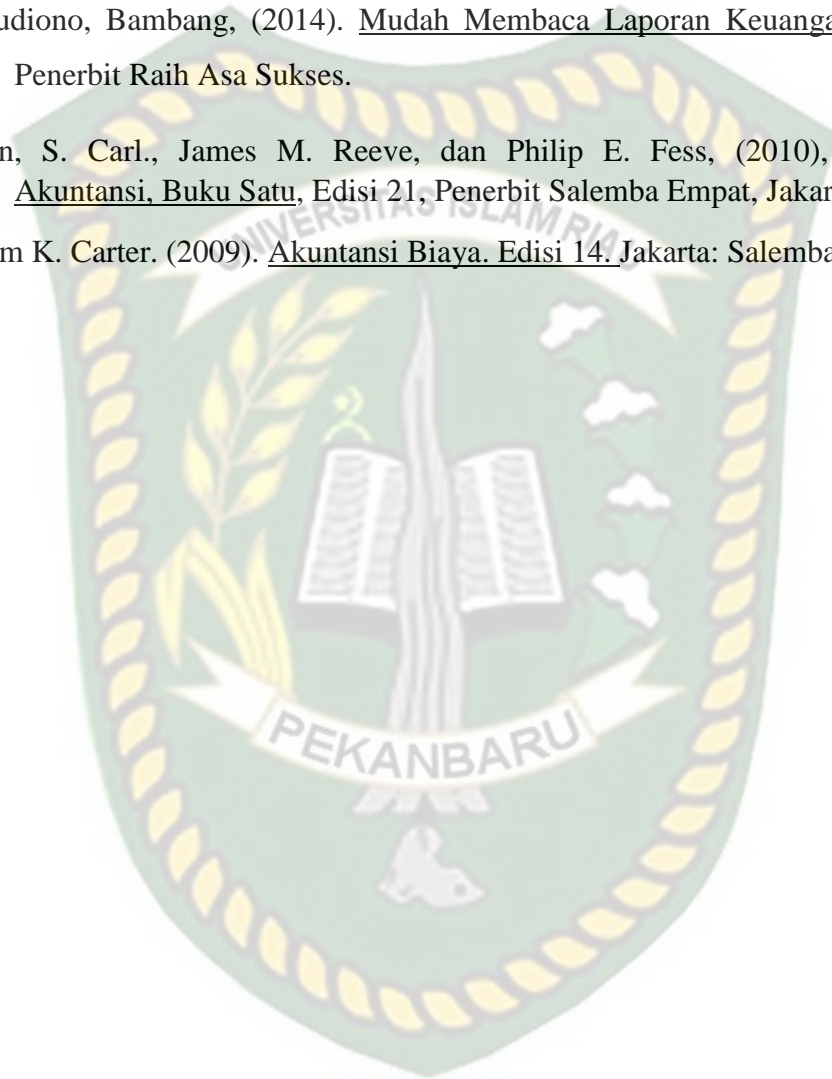 udiono, Bambang, (2014). Mudah Membaca Laporan Keuanga
Penerbit Raih Asa Sukses.
n, S. Carl., James M. Reeve, dan Philip E. Fess, (2010),
Akuntansi, Buku Satu, Edisi 21, Penerbit Salemba Empat, Jakar
m K. Carter. (2009). Akuntansi Biaya. Edisi 14. Jakarta: Salemba
UNIVERSITAS ISLAM RIAU
PEKANBARU